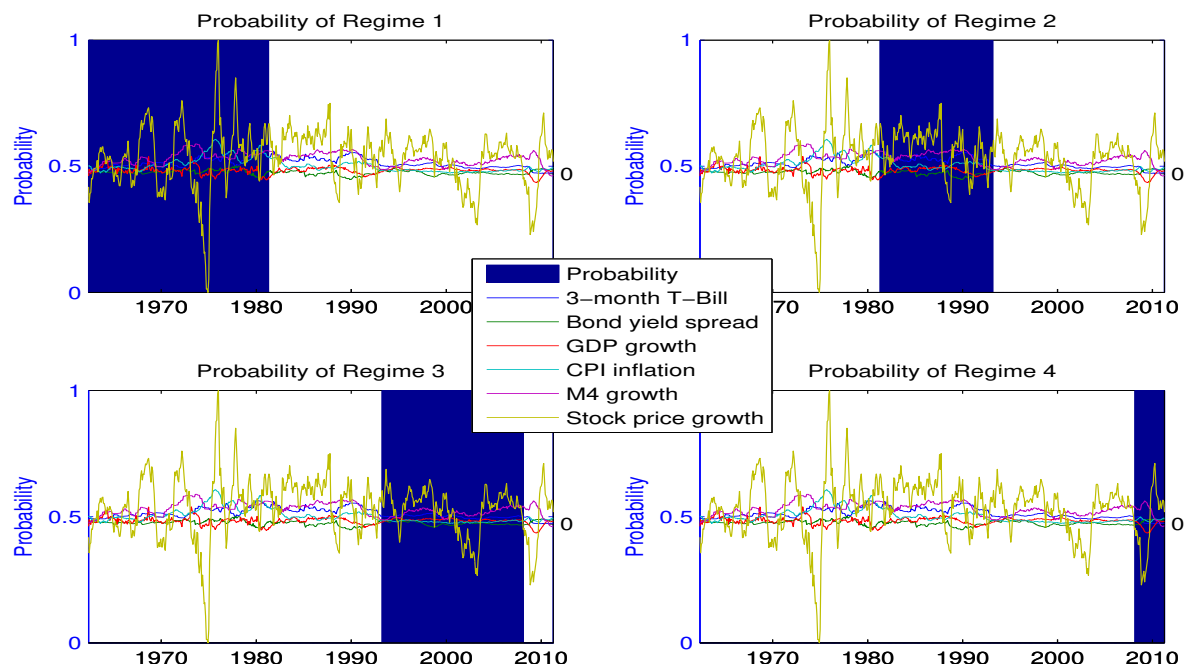 Probability of Regime 1
1
0.5
0
Probability
1970
1980
1990
2000
0
Probability of Regime 2
1
0.5
0
Probability
1970
1980
1990
2000
2010
0
Probability
3−month T−Bill
Bond yield spread
GDP growth
CPI inflation
M4 growth
Stock price growth
Probability of Regime 3
1
0.5
0
Probability
1970
1980
1990
2000
2010
0
Probability of Regime 4
0.5
0
Probability
1970
1980
1990
2000
2010
0